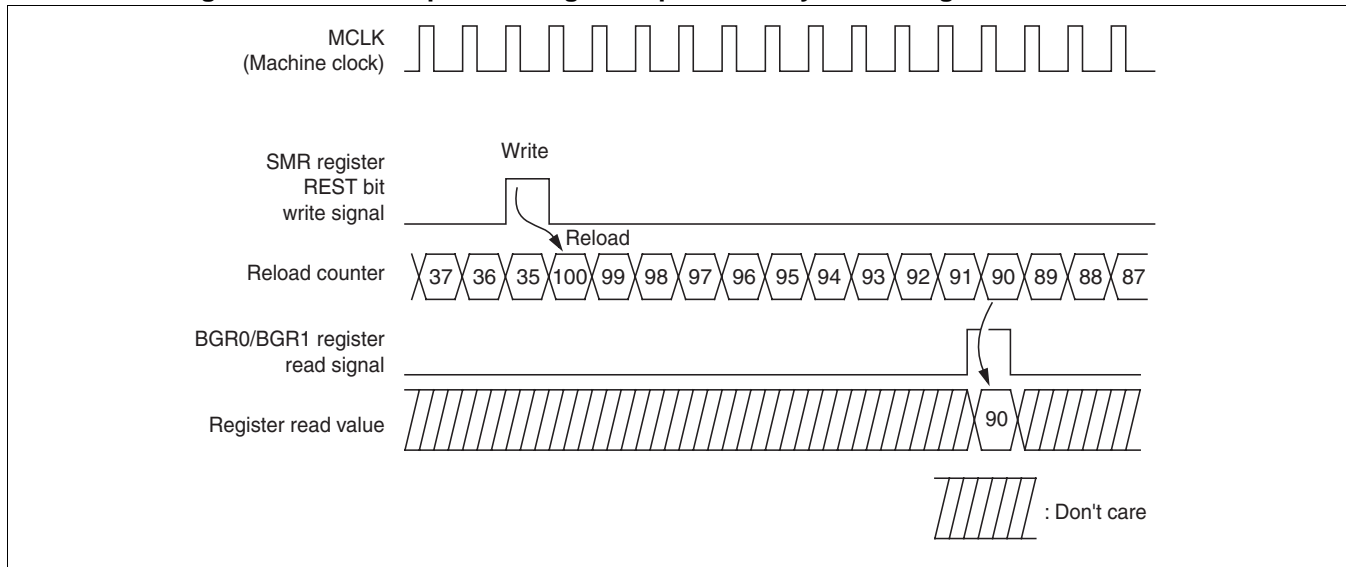 MCLK
(Machine clock)
Write
SMR register
REST bit
write signal
Reload
Reload counter
37 36 35 100 99 98 97 96 95 94 93 92 91 90 89 88 87
BGR0/BGR1 register
read signal
Register read value
90
: Don't care